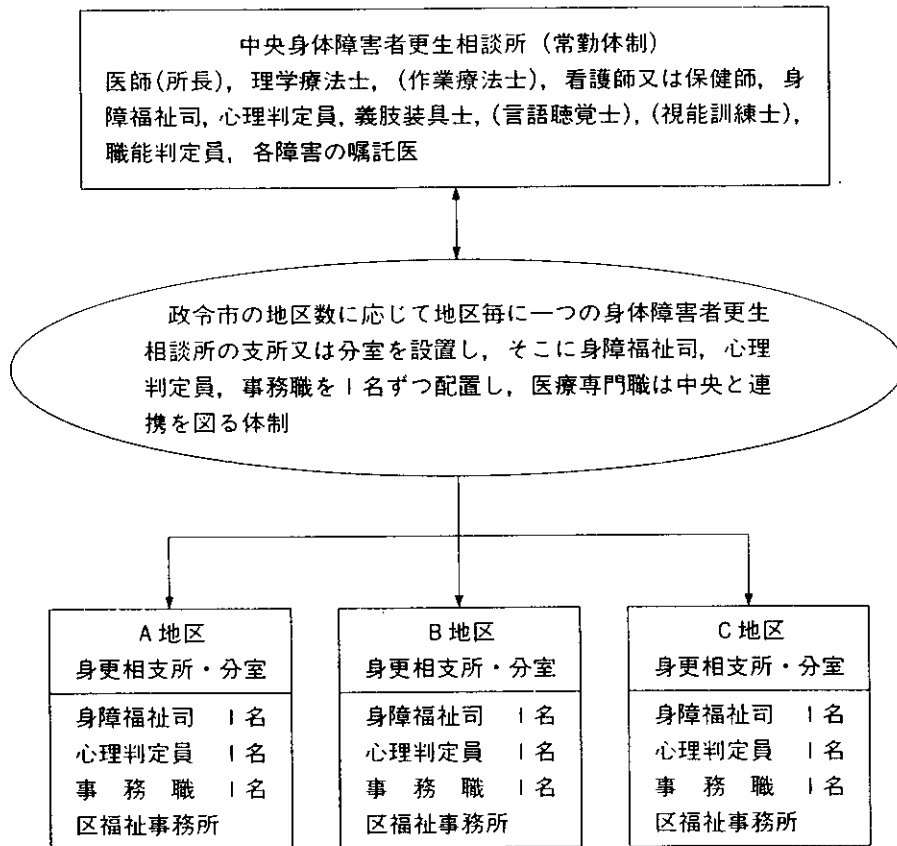 中央身体障害者更生相談所（常勤体制）
医師(所長)，理学療法士，(作業療法士)，看護師又は保健師，身
障福祉司，心理判定員，義肢装具士，(言語聴覚士)，(視能訓練士)，
職能判定員，各障害の嘱託医
政令市の地区数に応じて地区毎に一つの身体障害者更生
相談所の支所又は分室を設置し，そこに身障福祉司，心理
判定員，事務職を1名ずつ配置し，医療専門職は中央と連
携を図る体制
A地区
身更相支所・分室
身障福祉司 1名
心理判定員 1名
事務職 1名
区福祉事務所
B地区
身更相支所・分室
身障福祉司 1名
心理判定員 1名
事務職 1名
区福祉事務所
C地区
身更相支所・分室
身障福祉司 1名
心理判定員 1名
事務職 1名
区福祉事務所